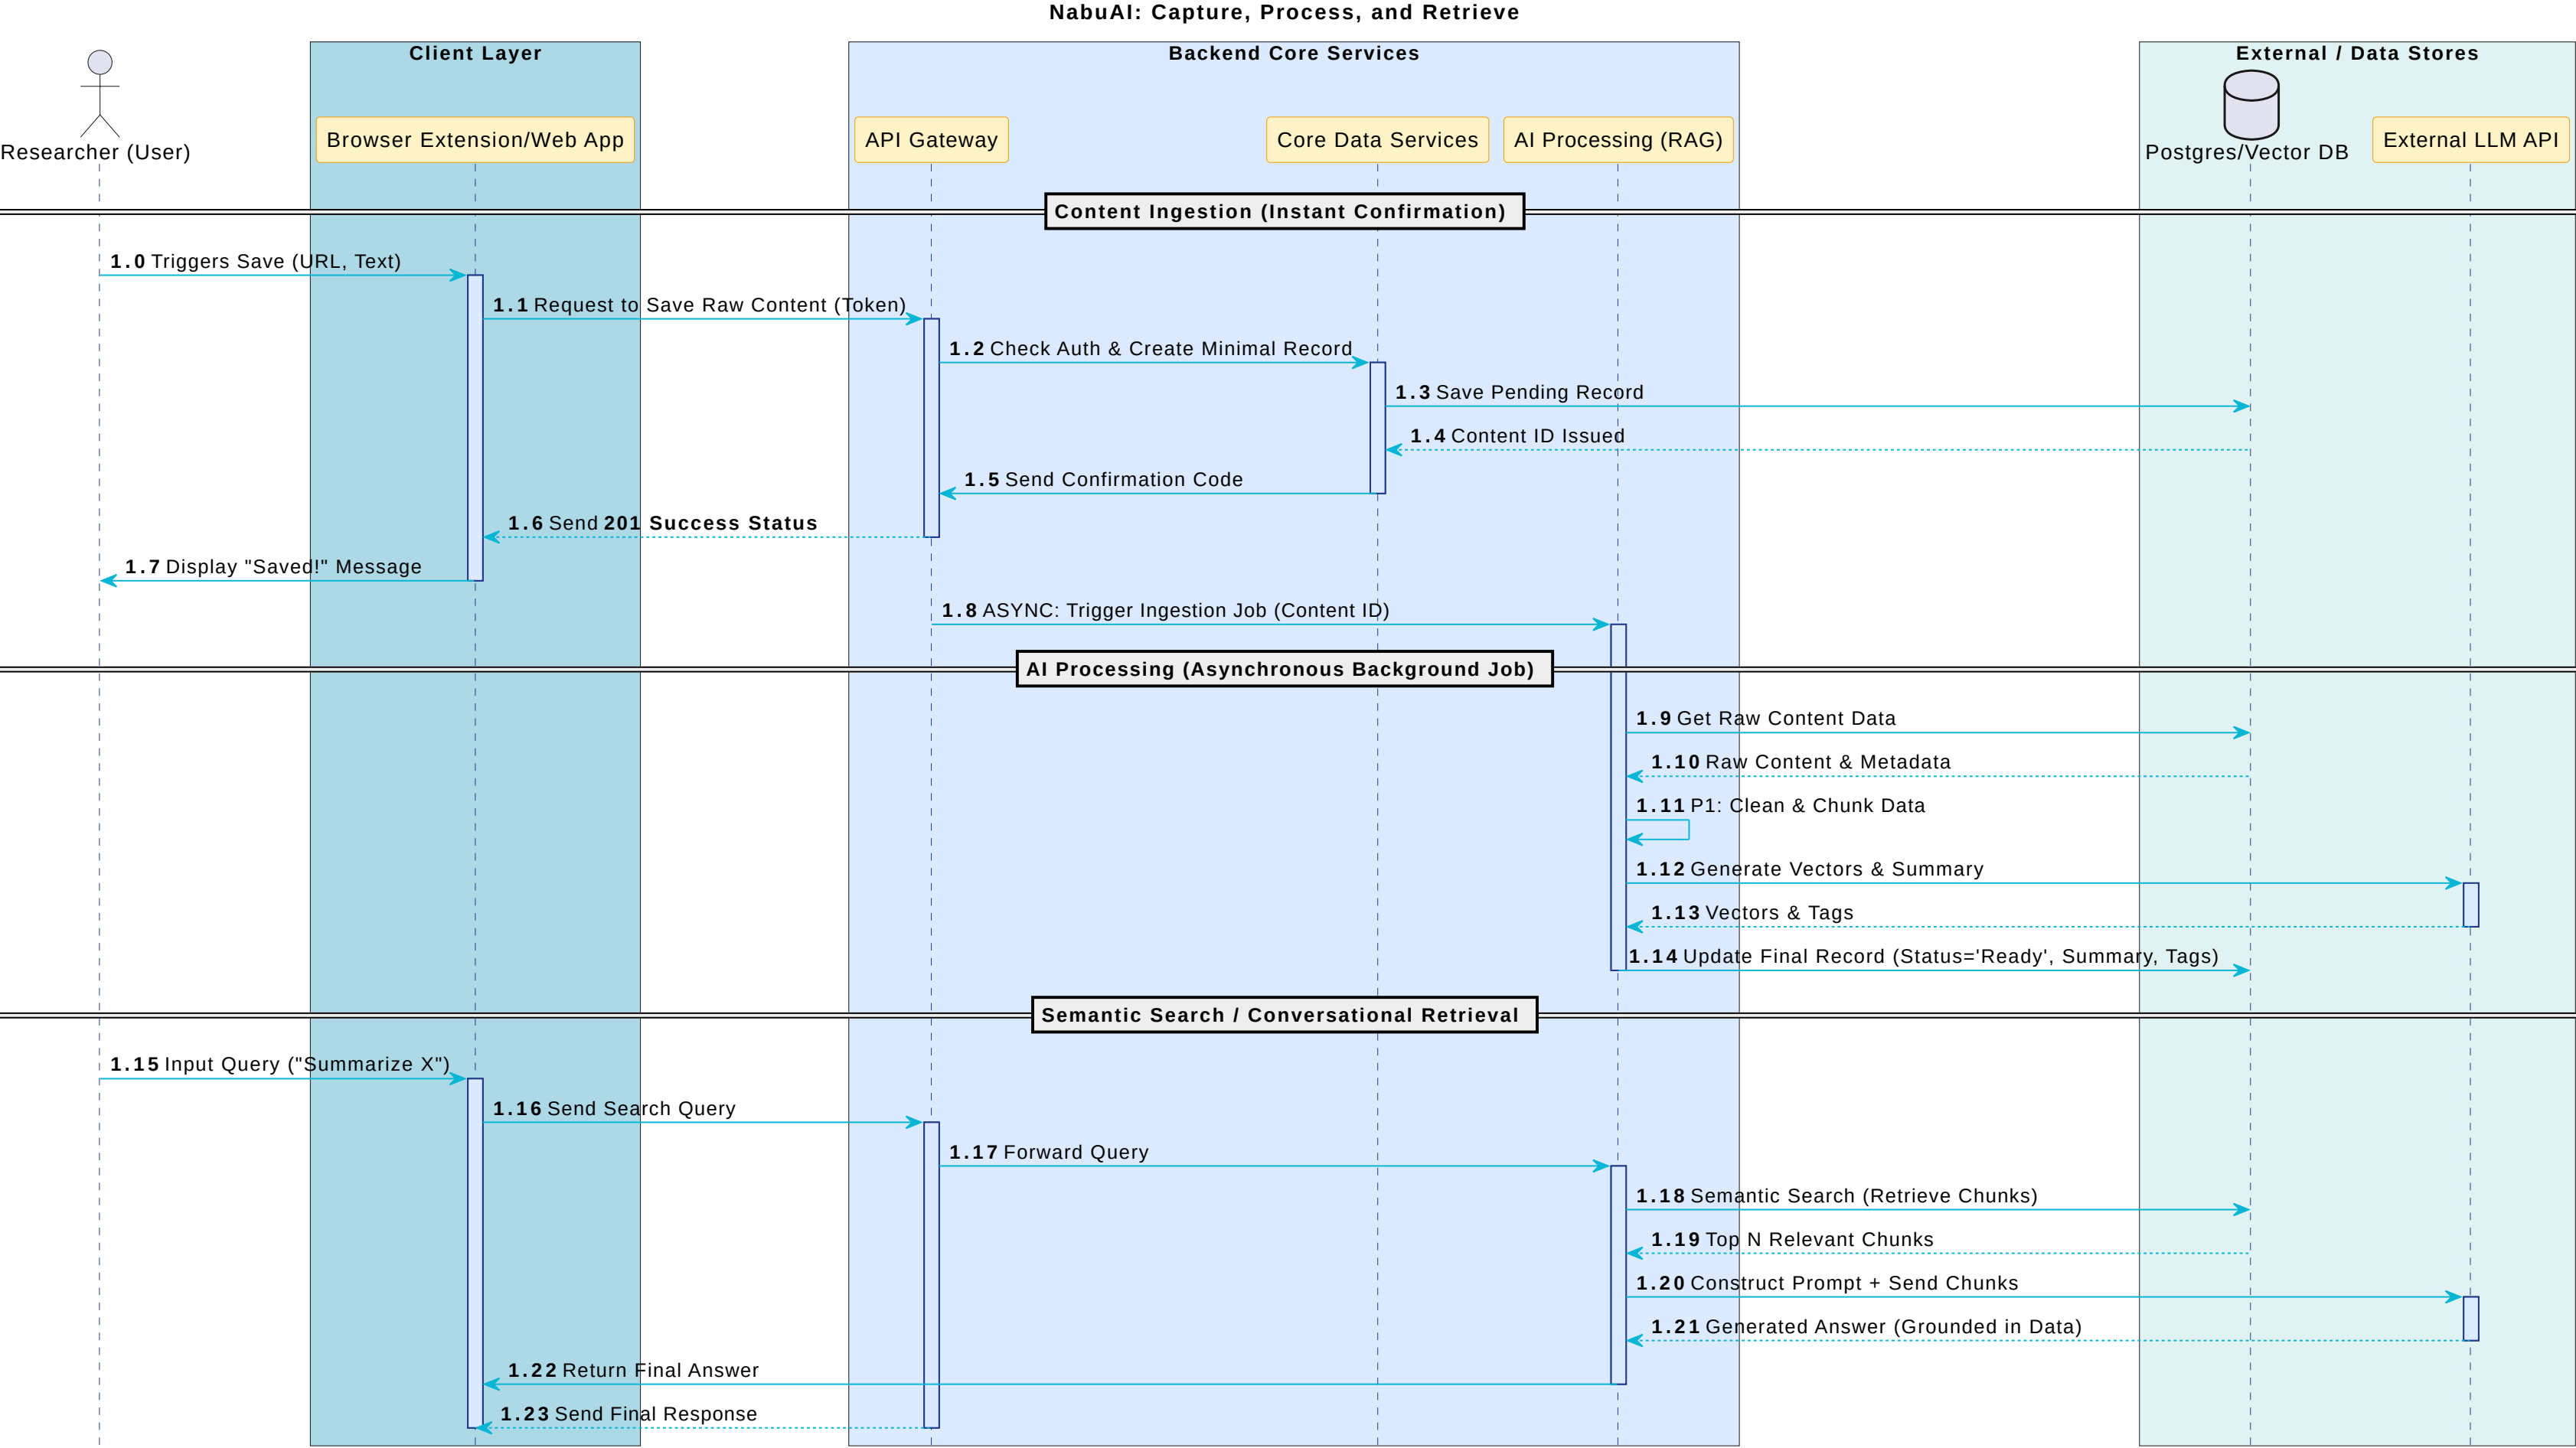 NabuAI: Capture, Process, and Retrieve
Client Layer
Backend Core Services
External / Data Stores
Researcher (User)
Browser Extension/Web App
API Gateway
Core Data Services
AI Processing (RAG)
Postgres/Vector DB
External LLM API
Content Ingestion (Instant Confirmation)
1.0 Triggers Save (URL, Text)
1.1 Request to Save Raw Content (Token)
1.2 Check Auth & Create Minimal Record
1.3 Save Pending Record
1.4 Content ID Issued
1.5 Send Confirmation Code
1.6 Send 201 Success Status
1.7 Display "Saved!" Message
1.8 ASYNC: Trigger Ingestion Job (Content ID)
AI Processing (Asynchronous Background Job)
1.9 Get Raw Content Data
1.10 Raw Content & Metadata
1.11 P1: Clean & Chunk Data
1.12 Generate Vectors & Summary
1.13 Vectors & Tags
1.14 Update Final Record (Status='Ready', Summary, Tags)
Semantic Search / Conversational Retrieval
1.15 Input Query ("Summarize X")
1.16 Send Search Query
1.17 Forward Query
1.18 Semantic Search (Retrieve Chunks)
1.19 Top N Relevant Chunks
1.20 Construct Prompt + Send Chunks
1.21 Generated Answer (Grounded in Data)
1.22 Return Final Answer
1.23 Send Final Response